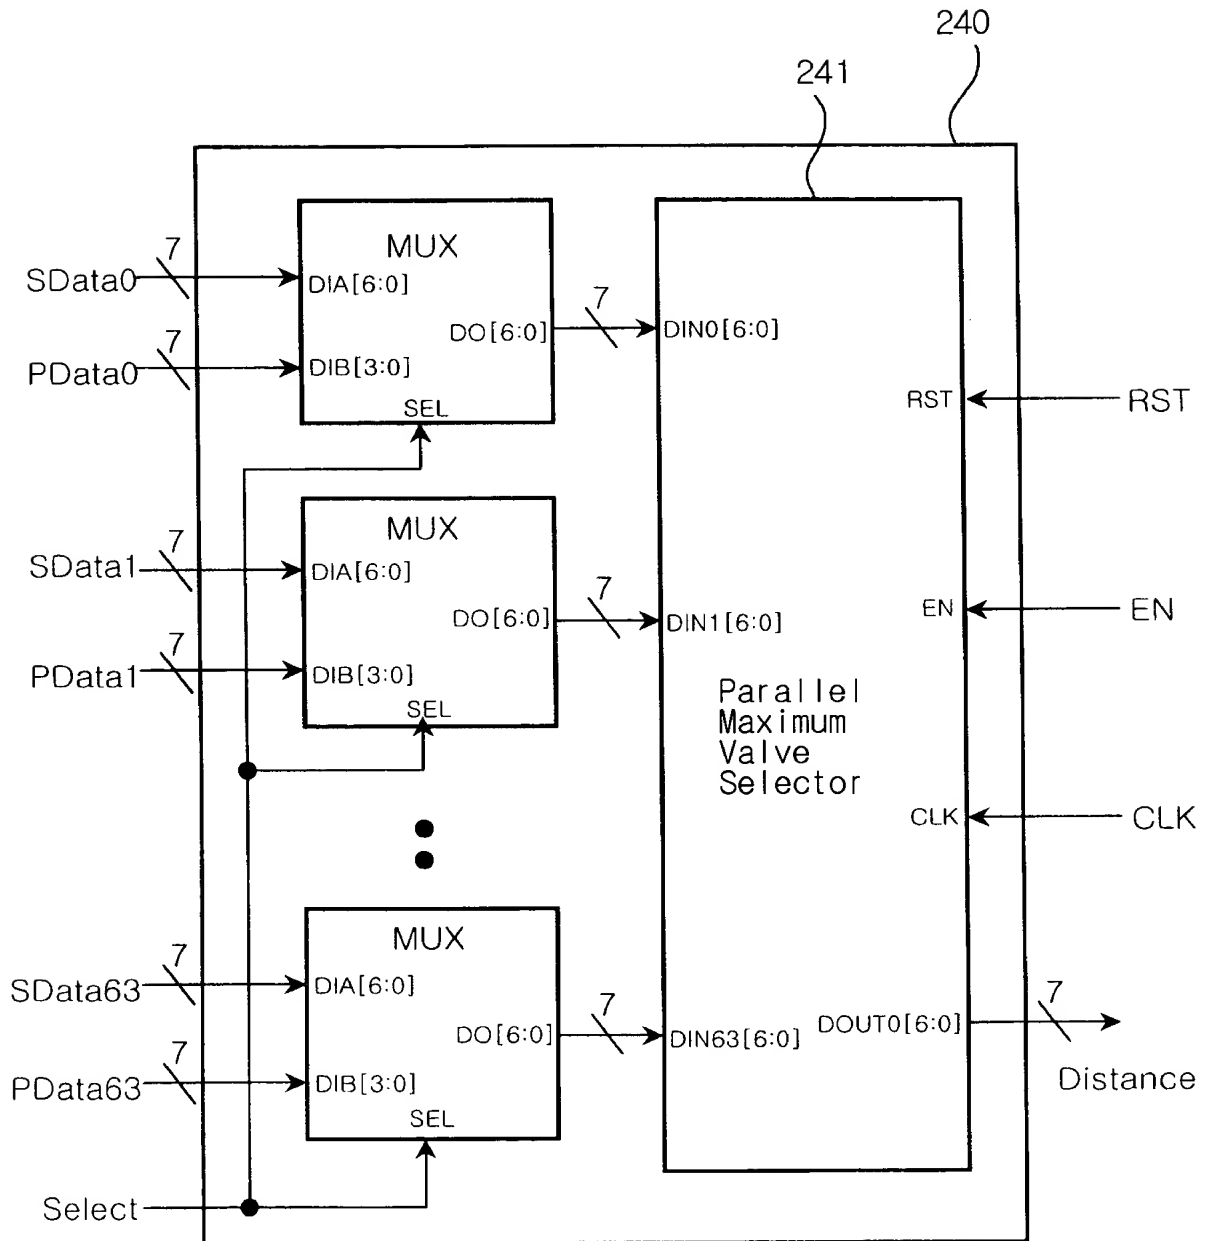 240
241
MUX
7
SData0
DIA[6:0]
7
DO[6:0]
7
DIN0[6:0]
PData0
DIB[3:0]
SEL
RST
RST
MUX
7
SData1
DIA[6:0]
7
DO[6:0]
7
DIN1[6:0]
EN
EN
PData1
DIB[3:0]
SEL
Parallel
Maximum
Valve
Selector
CLK
CLK
MUX
7
SData63
DIA[6:0]
7
DO[6:0]
7
DIN63[6:0]
DOUT0[6:0]
7
PData63
DIB[3:0]
Distance
SEL
Select